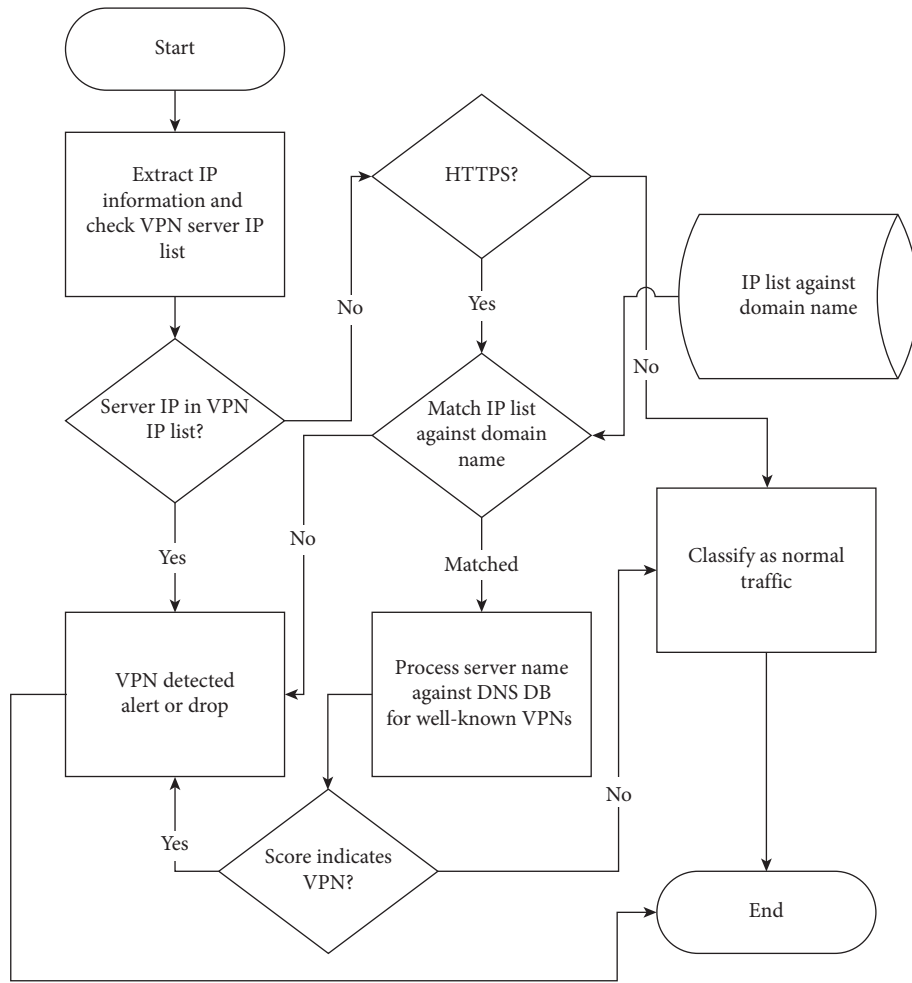 Start
Extract IP
information and
check VPN server IP
list
HTTPS?
IP list against
domain name
No
Yes
No
Server IP in VPN
IP list?
Match IP list
against domain
name
Yes
No
Matched
Classify as normal
traffic
VPN detected
alert or drop
Process server name
against DNS DB
for well-known VPNs
No
Yes
Score indicates
VPN?
End